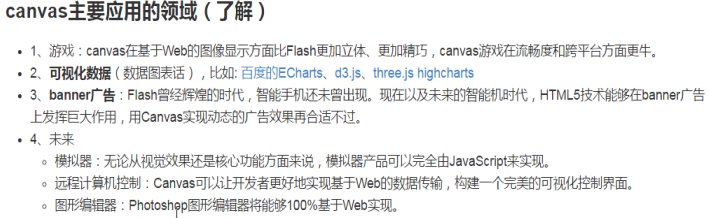 canvas主要应用的领域（了解）
1、游戏：canvas在基于Web的图像显示方面比Flash更加立体、更加精巧，canvas游戏在流畅度和跨平台方面更牛。
2、可视化数据（数据图表话），比如: 百度的ECharts、d3.js、three.js highcharts
3、banner广告：Flash曾经辉煌的时代，智能手机还未曾出现。现在以及未来的智能机时代，HTML5技术能够在banner广告
上发挥巨大作用，用Canvas实现动态的广告效果再合适不过。
4、未来
模拟器：无论从视觉效果还是核心功能方面来说，模拟器产品可以完全由JavaScript来实现。
远程计算机控制：Canvas可以让开发者更好地实现基于Web的数据传输，构建一个完美的可视化控制界面。
图形编辑器：Photoshop图形编辑器将能够100%基于Web实现。